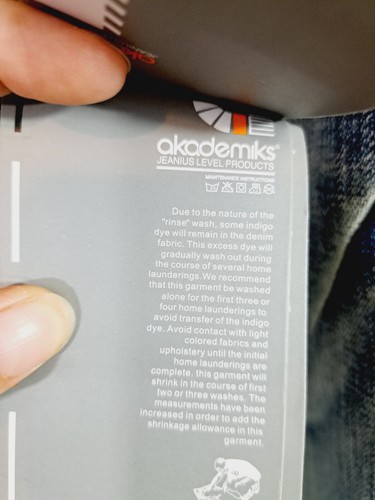 akademiks®
JEANIUS LEVEL PRODUCTS
MAINTENANCE INSTRUCTIONS
Due to the nature of the
"rinse" wash, some indigo
dye will remain in the denim
fabric. This excess dye will
gradually wash out during
the course of several home
launderings. We recommend
that this garment be washed
alone for the first three or
four home launderings to
avoid transfer of the indigo
dye. Avoid contact with light
colored fabrics and
upholstery until the initial
home launderings are
complete. this garment will
shrink in the course of first
two or three washes. The
measurements have been
increased in order to add the
shrinkage allowance in this
garment.